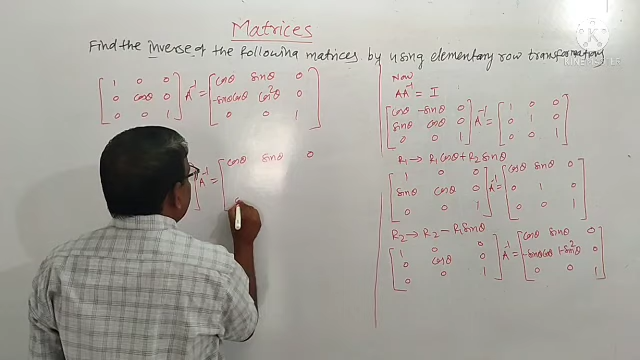 Matrices
Find the inverse of the following matrices by using elementary row transformations
KINEMASTER
[1 0 0
0 cosθ 0
0 0 1] A⁻¹ = [cosθ sinθ 0
-sinθcosθ cos²θ 0
0 0 1]
A⁻¹ = [cosθ sinθ 0
Now
AA⁻¹ = I
[cosθ -sinθ 0
sinθ cosθ 0
0 0 1] A⁻¹ = [1 0 0
0 1 0
0 0 1]
R₁ → R₁cosθ + R₂ sinθ
[1 0 0
sinθ cosθ 0
0 0 1] A⁻¹ = [cosθ sinθ 0
0 1 0
0 0 1]
R₂ → R₂ - R₁sinθ
[1 0 0
0 cosθ 0
0 0 1] A⁻¹ = [cosθ sinθ 0
-sinθcosθ 1-sin²θ 0
0 0 1]